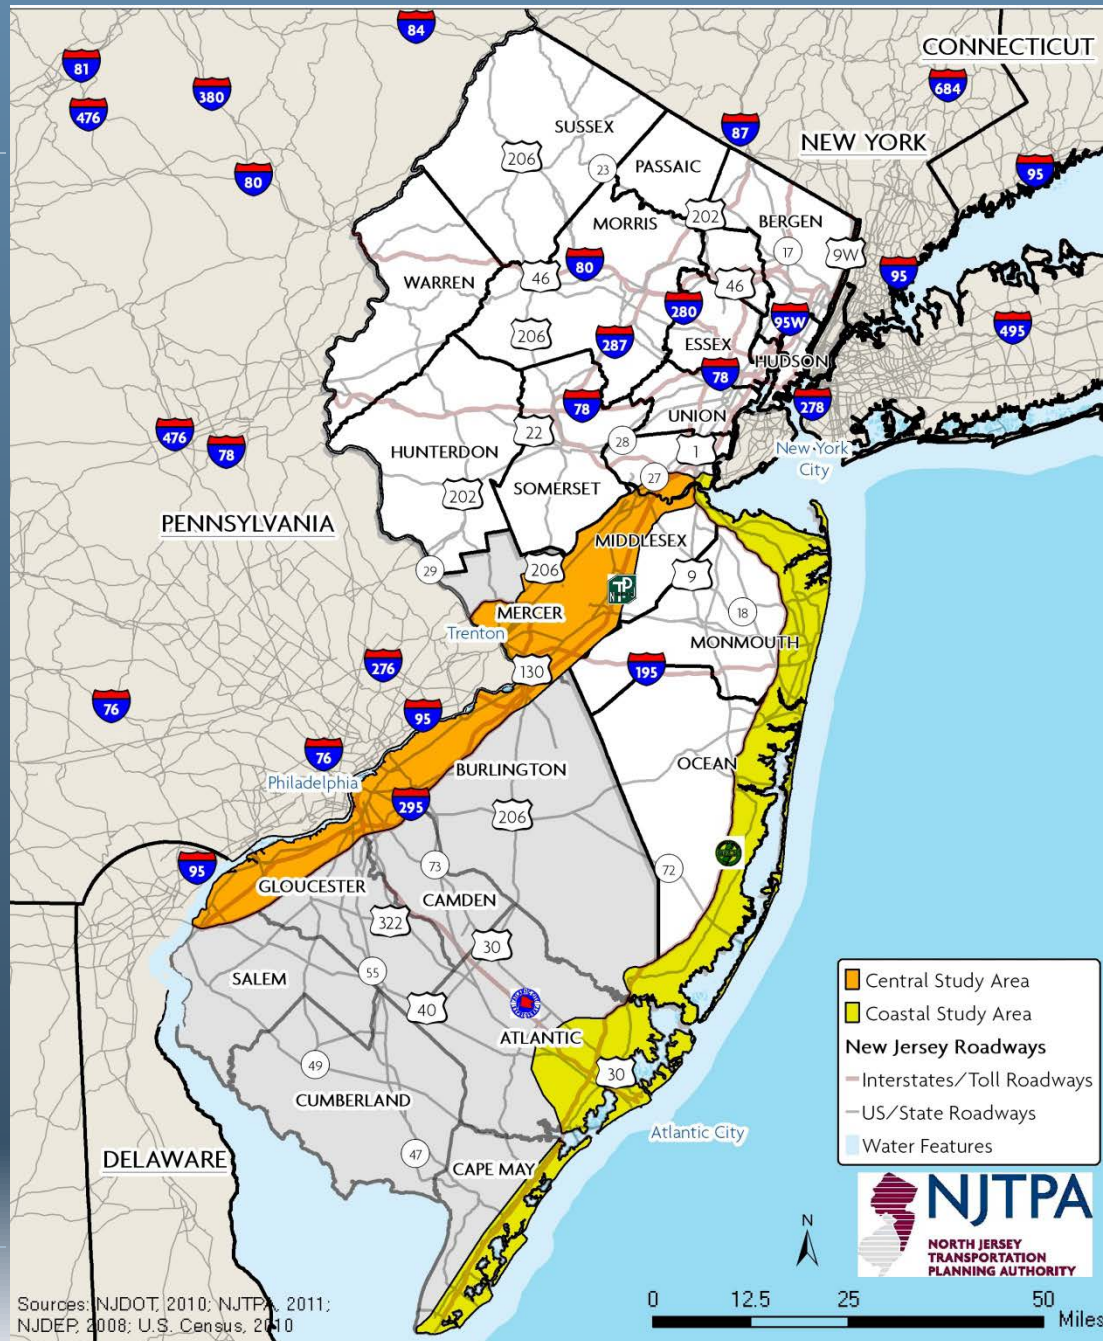 84
CONNECTICUT
81
380
684
476
SUSSEX
87
NEW YORK
206
PASSAIC
23
95
80
202
BERGEN
MORRIS
17
9W
WARREN
46
80
46
95
280
95W
495
206
287
ESSEX
HUDSON
78
78
278
UNION
476
22
28
1
78
HUNTERDON
New York
City
27
202
SOMERSET
PENNSYLVANIA
MIDDLESEX
29
206
9
TP
N
MERCER
18
Trenton
MONMOUTH
276
130
195
76
95
76
OCEAN
Philadelphia
BURLINGTON
295
206
95
73
72
GLOUCESTER
CAMDEN
322
30
SALEM
55
40
ATLANTIC
49
30
CUMBERLAND
Atlantic City
DELAWARE
47
CAPE MAY
Central Study Area
Coastal Study Area
New Jersey Roadways
Interstates/Toll Roadways
US/State Roadways
Water Features
NJTPA
NORTH JERSEY
TRANSPORTATION
PLANNING AUTHORITY
N
0 12.5 25 50
Miles
Sources: NJDOT, 2010; NJTPA, 2011;
NJDEP, 2008; U.S. Census, 2010